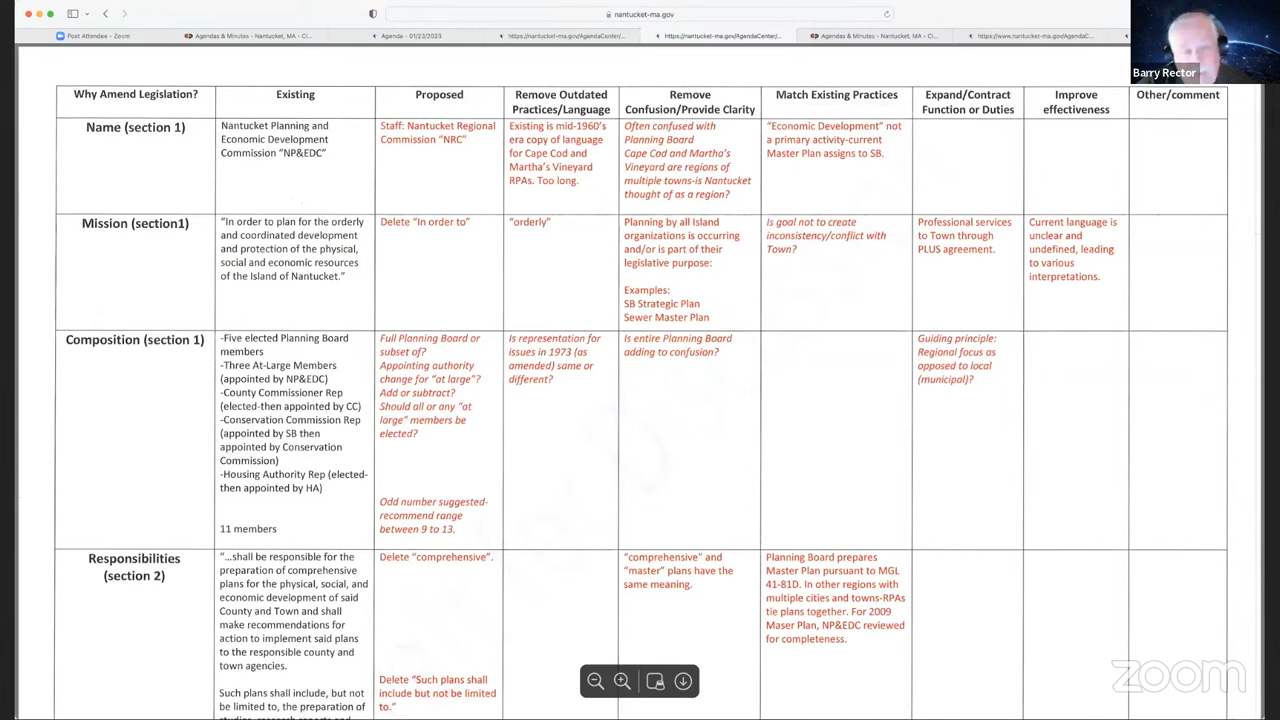 nantucket-ma.gov
Post Attendee - Zoom
Agendas & Minutes - Nantucket, MA - Ci...
Agenda - 01/23/2023
https://nantucket-ma.gov/AgendaCenter/...
https://nantucket-ma.gov/AgendaCenter/...
Agendas & Minutes - Nantucket, MA • Ci...
https://www.nantucket-ma.gov/AgendaC...
Barry Rector
Why Amend Legislation?
Existing
Proposed
Remove Outdated
Practices/Language
Remove
Confusion/Provide Clarity
Match Existing Practices
Expand/Contract
Function or Duties
Improve
effectiveness
Other/comment
Name (section 1)
Nantucket Planning and
Economic Development
Commission "NP&EDC"
Staff: Nantucket Regional
Commission "NRC"
Existing is mid-1960's
era copy of language
for Cape Cod and
Martha's Vineyard
RPAs. Too long.
Often confused with
Planning Board
Cape Cod and Martha's
Vineyard are regions of
multiple towns-is Nantucket
thought of as a region?
"Economic Development" not
a primary activity-current
Master Plan assigns to SB.
Mission (section1)
"In order to plan for the orderly
and coordinated development
and protection of the physical,
social and economic resources
of the Island of Nantucket."
Delete "In order to"
"orderly"
Planning by all Island
organizations is occurring
and/or is part of their
legislative purpose:
Examples:
SB Strategic Plan
Sewer Master Plan
Is goal not to create
inconsistency/conflict with
Town?
Professional services
to Town through
PLUS agreement.
Current language is
unclear and
undefined, leading
to various
interpretations.
Composition (section 1)
-Five elected Planning Board
members
-Three At-Large Members
(appointed by NP&EDC)
-County Commissioner Rep
(elected-then appointed by CC)
-Conservation Commission Rep
(appointed by SB then
appointed by Conservation
Commission)
-Housing Authority Rep (elected-
then appointed by HA)
11 members
Full Planning Board or
subset of?
Appointing authority
change for "at large"?
Add or subtract?
Should all or any "at
large" members be
elected?
Odd number suggested-
recommend range
between 9 to 13.
Is representation for
issues in 1973 (as
amended) same or
different?
Is entire Planning Board
adding to confusion?
Guiding principle:
Regional focus as
opposed to local
(municipal)?
Responsibilities
(section 2)
"...shall be responsible for the
preparation of comprehensive
plans for the physical, social, and
economic development of said
County and Town and shall
make recommendations for
action to implement said plans
to the responsible county and
town agencies.
Such plans shall include, but not
be limited to, the preparation of
studies, research reports and
Delete "comprehensive".
Delete "Such plans shall
include but not be limited
to."
"comprehensive" and
"master" plans have the
same meaning.
Planning Board prepares
Master Plan pursuant to MGL
41-81D. In other regions with
multiple cities and towns-RPAs
tie plans together. For 2009
Maser Plan, NP&EDC reviewed
for completeness.
zoom